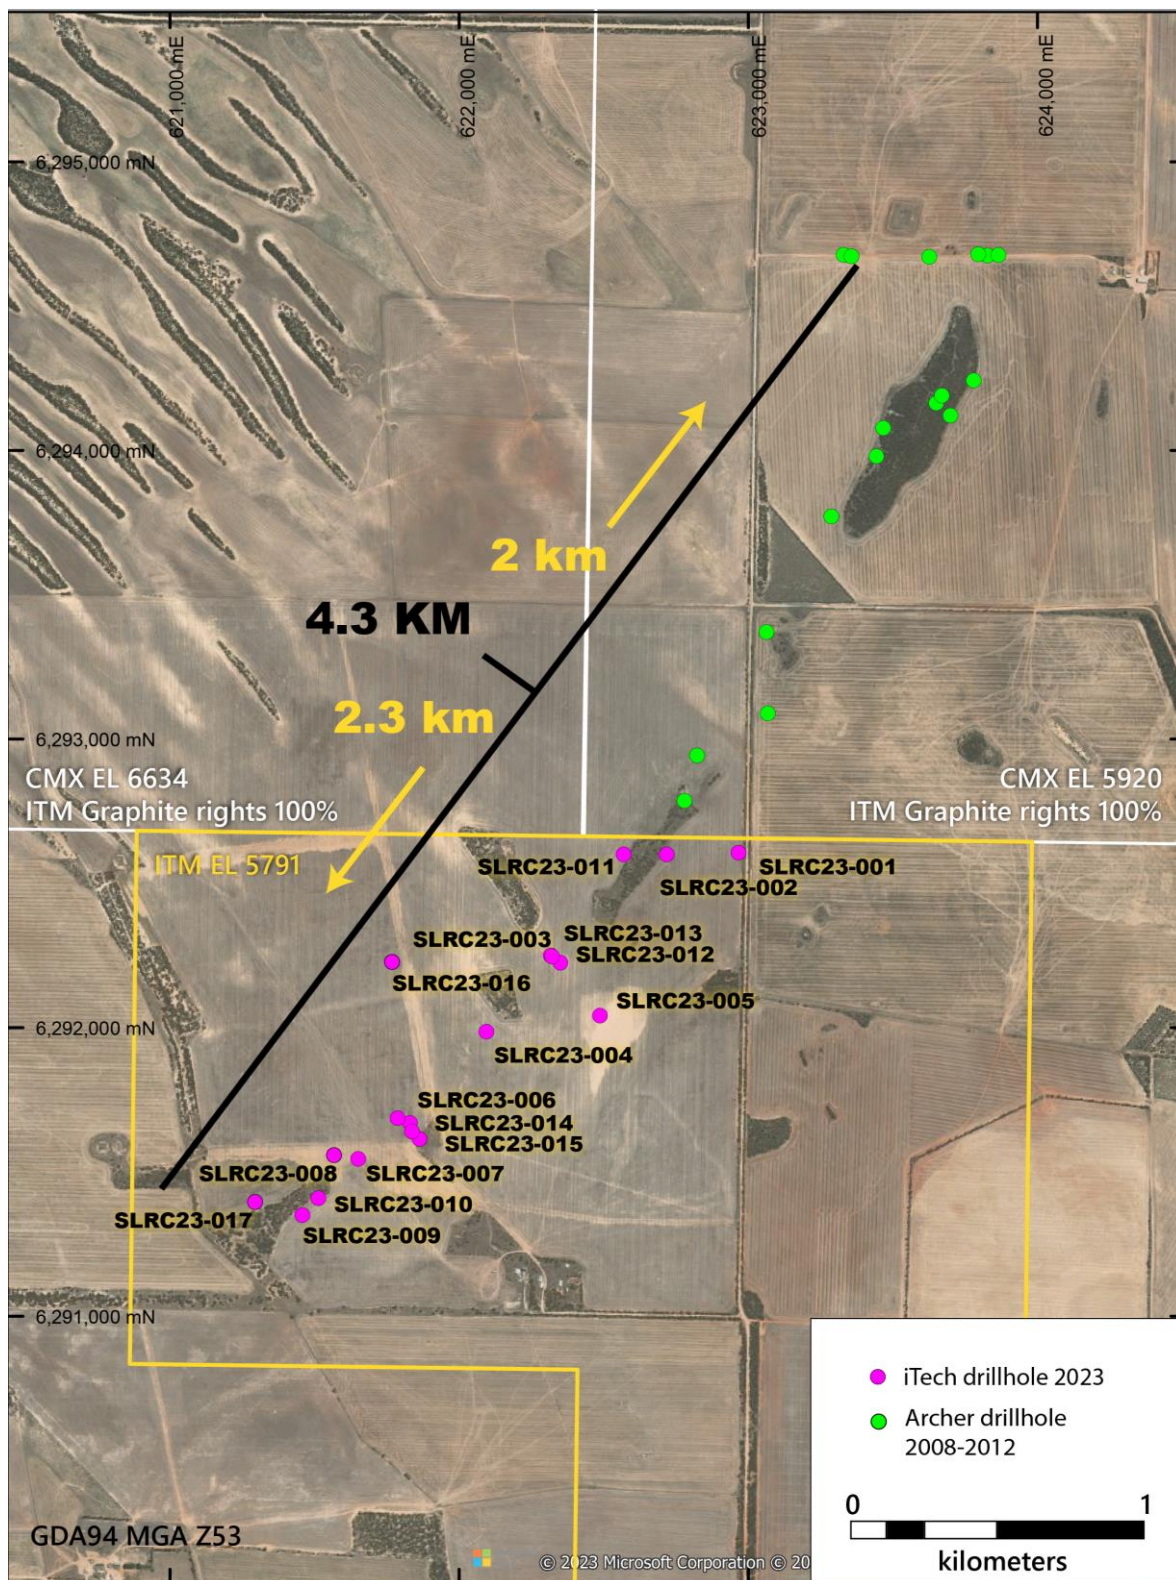 621,000 mE
622,000 mE
623,000 mE
624,000 mE
6,295,000 mN
6,294,000 mN
2 km
4.3 KM
2.3 km
6,293,000 mN
CMX EL 6634
ITM Graphite rights 100%
CMX EL 5920
ITM Graphite rights 100%
ITM EL 5791
SLRC23-011
SLRC23-001
SLRC23-002
SLRC23-013
SLRC23-003
SLRC23-012
SLRC23-016
SLRC23-005
6,292,000 mN
SLRC23-004
SLRC23-006
SLRC23-014
SLRC23-015
SLRC23-008
SLRC23-007
SLRC23-010
SLRC23-017
SLRC23-009
6,291,000 mN
iTech drillhole 2023
Archer drillhole
2008-2012
0 1
kilometers
GDA94 MGA Z53
© 2023 Microsoft Corporation © 20